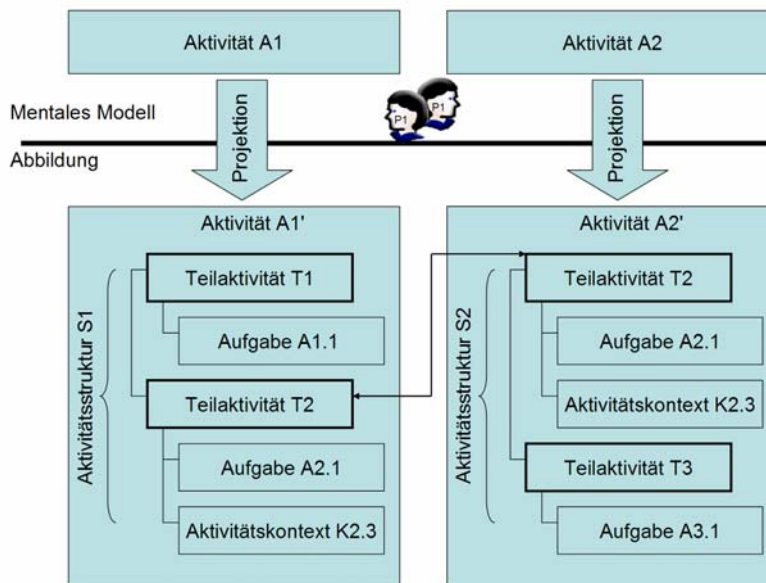 Aktivität A1
Aktivität A2
Mentales Modell
P1
P1
Abbildung
Projektion
Projektion
Aktivität A1'
Aktivitätsstruktur S1
Teilaktivität T1
Aufgabe A1.1
Teilaktivität T2
Aufgabe A2.1
Aktivitätskontext K2.3
Aktivität A2'
Aktivitätsstruktur S2
Teilaktivität T2
Aufgabe A2.1
Aktivitätskontext K2.3
Teilaktivität T3
Aufgabe A3.1